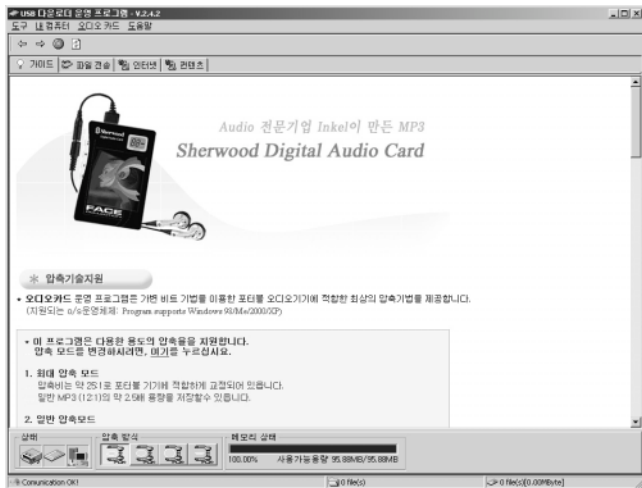 USB 다운로더 운영 프로그램 - V.2.4.2
도구 내 컴퓨터 오디오 카드 도움말
가이드 파일 전송 인터넷 컨텐츠
Audio 전문기업 Inkel이 만든 MP3
Sherwood Digital Audio Card
Sherwood
FACE
압축기술지원
• 오디오카드 운영 프로그램은 가변 비트 기법을 이용한 포터블 오디오기기에 적합한 최상의 압축기법을 제공합니다.
(지원되는 o/s운영체제: Program supports Windows 98/Me/2000/XP)
• 이 프로그램은 다용한 용도의 압축율을 지원합니다.
압축 모드를 변경하시려면, 여기를 누르십시요.
1. 최대 압축 모드
압축비는 약 25:1로 포터블 기기에 적합하게 교정되어 있읍니다.
일반 MP3 (12:1)의 약 2.5배 용량을 저장할수 있읍니다.
2. 일반 압축모드
상태 압축 방식 메모리 상태
100.00% 사용가능용량 95.88MB/95.88MB
Comunication OK! 0 file(s) 0 file(s)[0.00MByte]